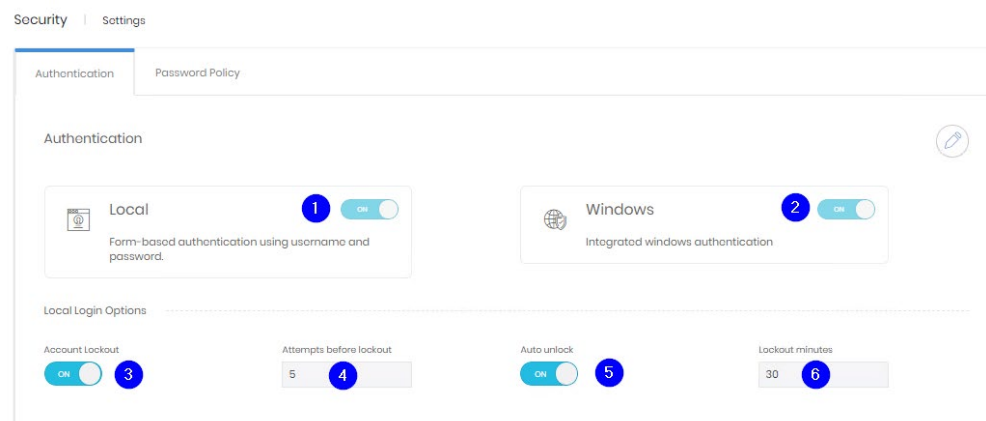 Security | Settings
Authentication Password Policy
Authentication
Local 1 ON
Form-based authentication using username and
password.
Windows 2 ON
Integrated windows authentication
Local Login Options
Account Lockout Attempts before lockout Auto unlock Lockout minutes
ON 3 5 4 ON 5 30 6